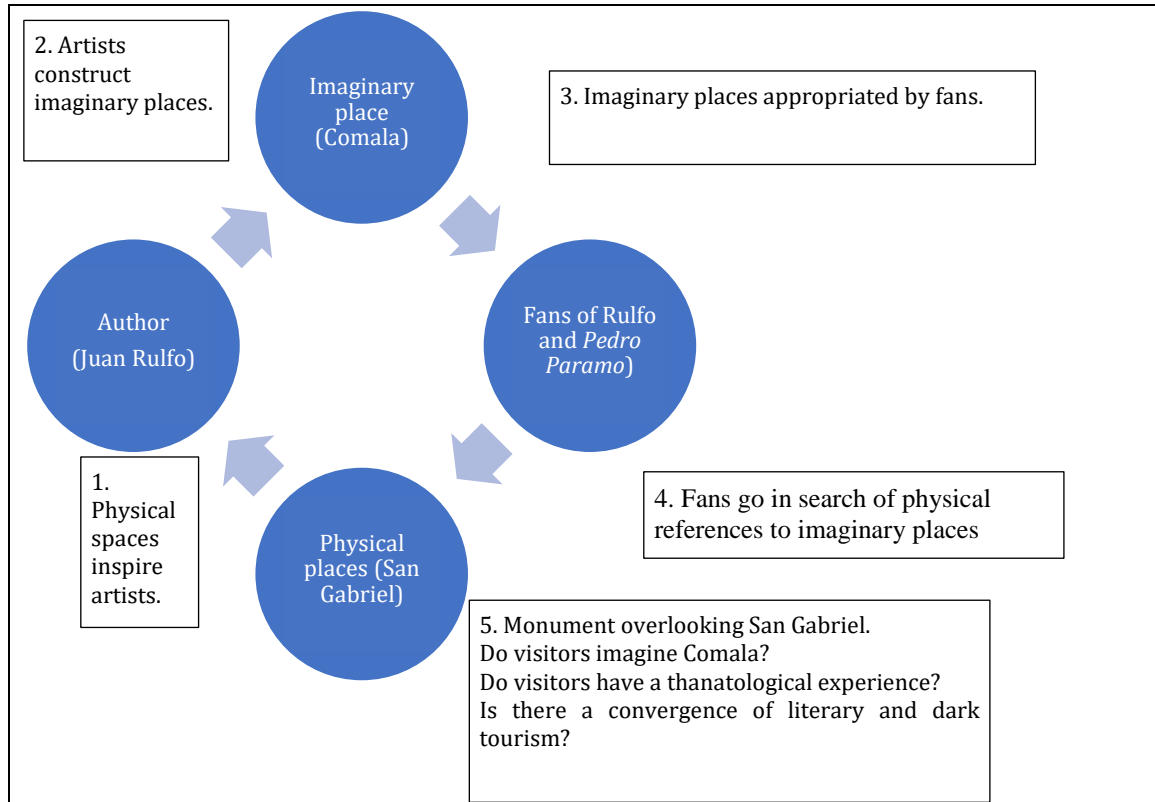 2. Artists
construct
imaginary places.
Imaginary
place
(Comala)
3. Imaginary places appropriated by fans.
Author
(Juan Rulfo)
Fans of Rulfo
and Pedro
Paramo)
1.
Physical
spaces
inspire
artists.
Physical
places (San
Gabriel)
4. Fans go in search of physical
references to imaginary places
5. Monument overlooking San Gabriel.
Do visitors imagine Comala?
Do visitors have a thanatological experience?
Is there a convergence of literary and dark
tourism?